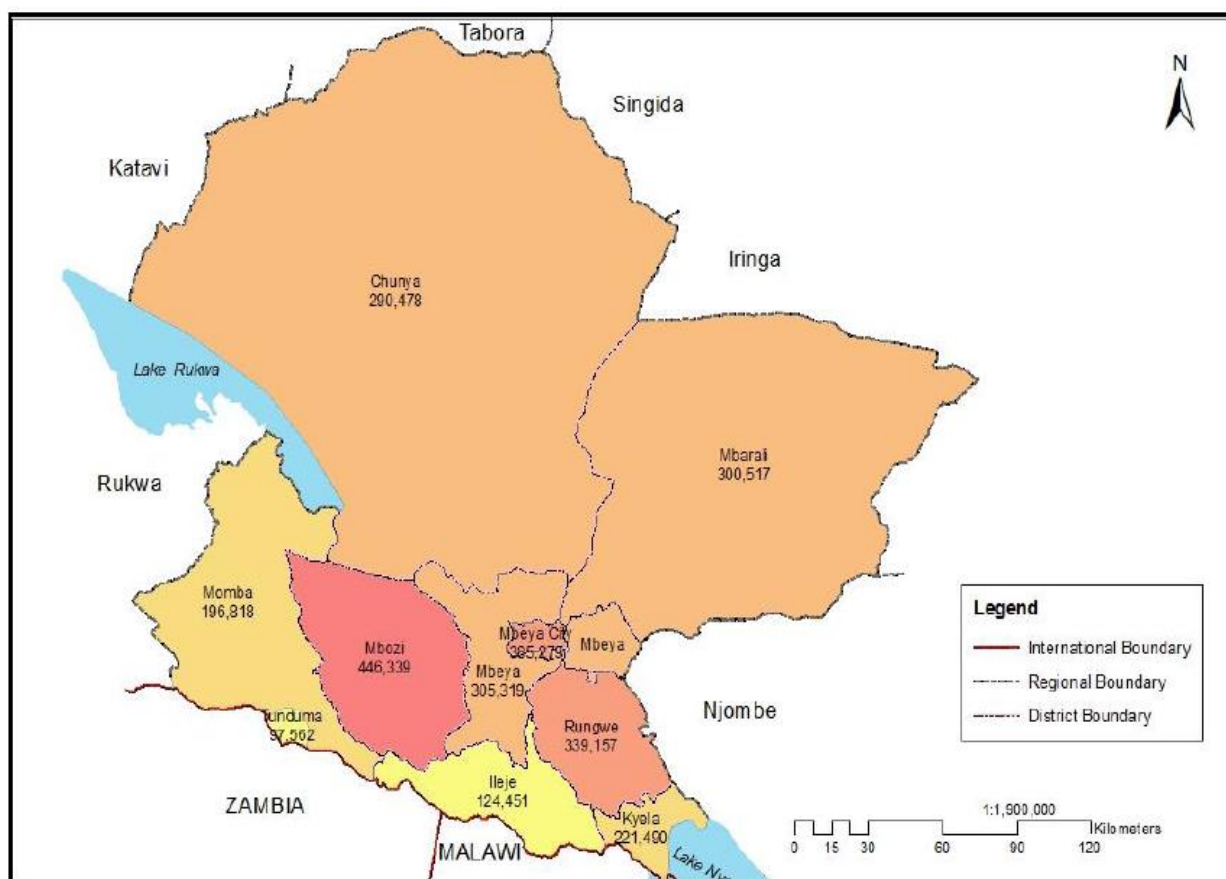 Tabora
N
Singida
Katavi
Iringa
Chunya
290,478
Lake Rukwa
Mbarali
300,517
Rukwa
Momba
196,818
Mbozi
446,339
Mbeya City
Mbeya
305,319
Mbeya
Legend
International Boundary
Regional Boundary
District Boundary
Njombe
Rungwe
339,157
97,562
Ileje
124,451
ZAMBIA
Kyela
221,490
MALAWI
Lake
1:1,900,000
Kilometers
0 15 30 60 90 120